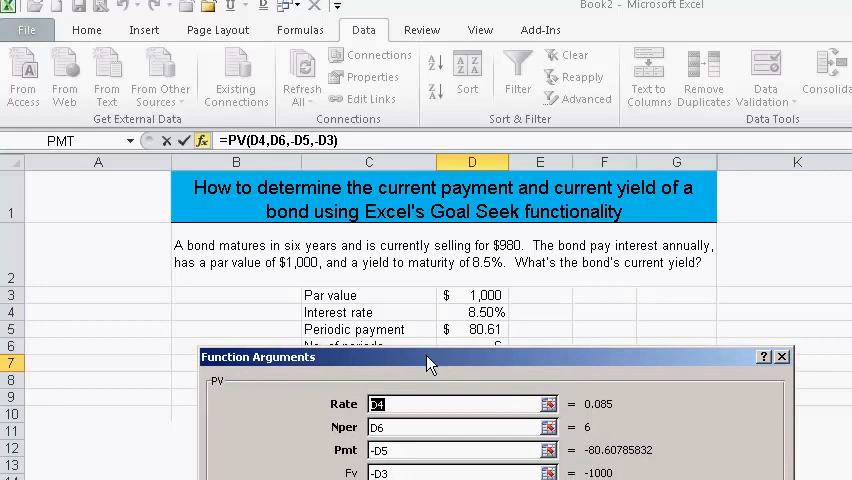 Book2 - Microsoft Excel
File Home Insert Page Layout Formulas Data Review View Add-Ins
From Access
From Web
From Text
From Other Sources
Existing Connections
Refresh All
Connections
Properties
Edit Links
Sort
Filter
Clear
Reapply
Advanced
Text to Columns
Remove Duplicates
Data Validation
Consolid
Get External Data
Sort & Filter
Data Tools
PMT
=PV(D4,D6,-D5,-D3)
A B C D E F G K
1
How to determine the current payment and current yield of a
bond using Excel's Goal Seek functionality
2
A bond matures in six years and is currently selling for $980. The bond pay interest annually,
has a par value of $1,000, and a yield to maturity of 8.5%. What's the bond's current yield?
3 Par value $ 1,000
4 Interest rate 8.50%
5 Periodic payment $ 80.61
6 No. of periods 6
7
8
9
10
11
12
13
Function Arguments
PV
Rate D4 = 0.085
Nper D6 = 6
Pmt -D5 = -80.60785832
Fv -D3 = -1000